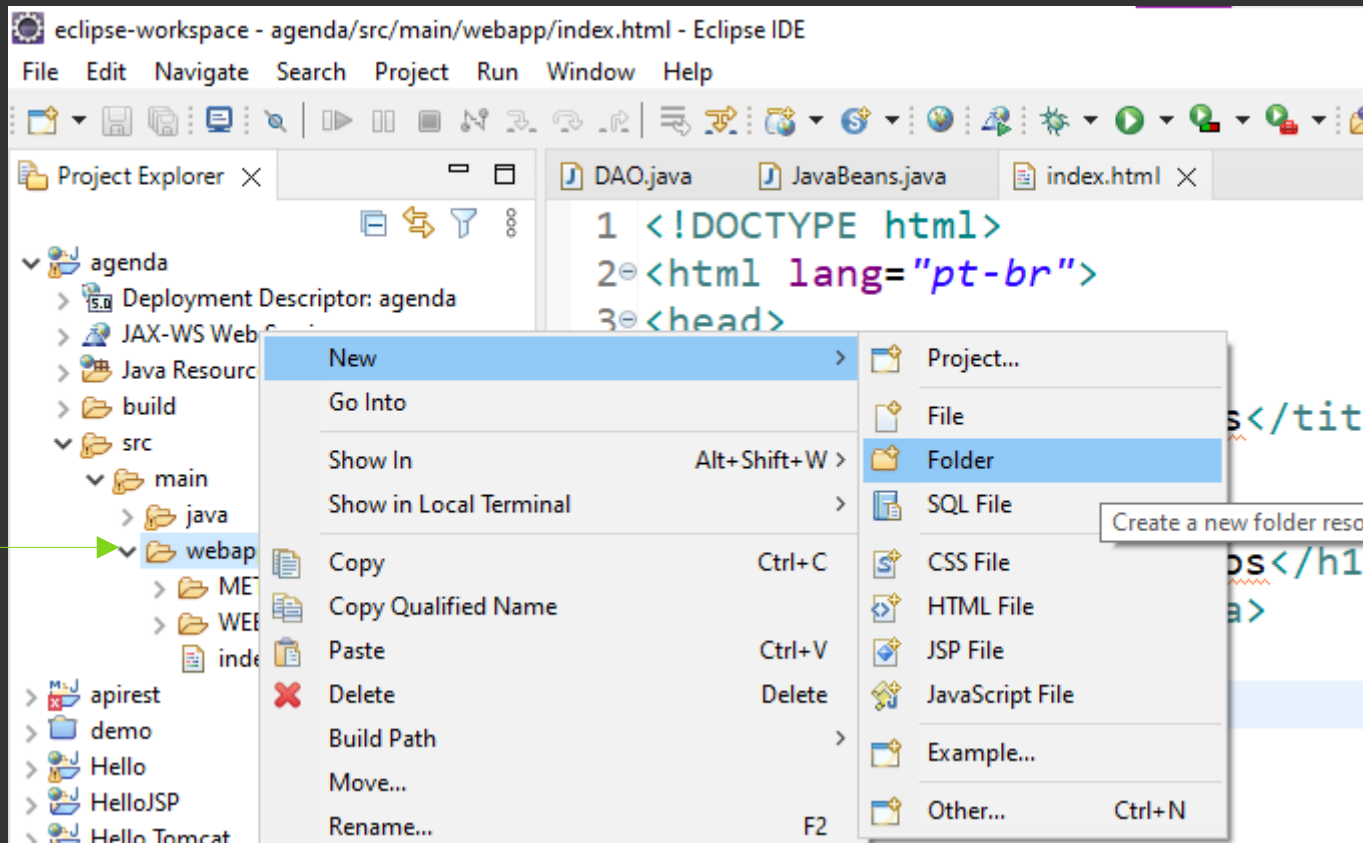 eclipse-workspace - agenda/src/main/webapp/index.html - Eclipse IDE
File Edit Navigate Search Project Run Window Help
Project Explorer
DAO.java JavaBeans.java index.html
1 <!DOCTYPE html>
2 <html lang="pt-br">
3 <head>
agenda
Deployment Descriptor: agenda
JAX-WS Web
Java Resourc
build
src
main
java
webap
MET
WEE
inde
apirest
demo
Hello
HelloJSP
Hello Tomcat
New
Go Into
Show In Alt+Shift+W
Show in Local Terminal
Copy Ctrl+C
Copy Qualified Name
Paste Ctrl+V
Delete Delete
Build Path
Move...
Rename... F2
Project...
File
Folder
SQL File
CSS File
HTML File
JSP File
JavaScript File
Example...
Other... Ctrl+N
Create a new folder reso
s</tit
os</h1
a>